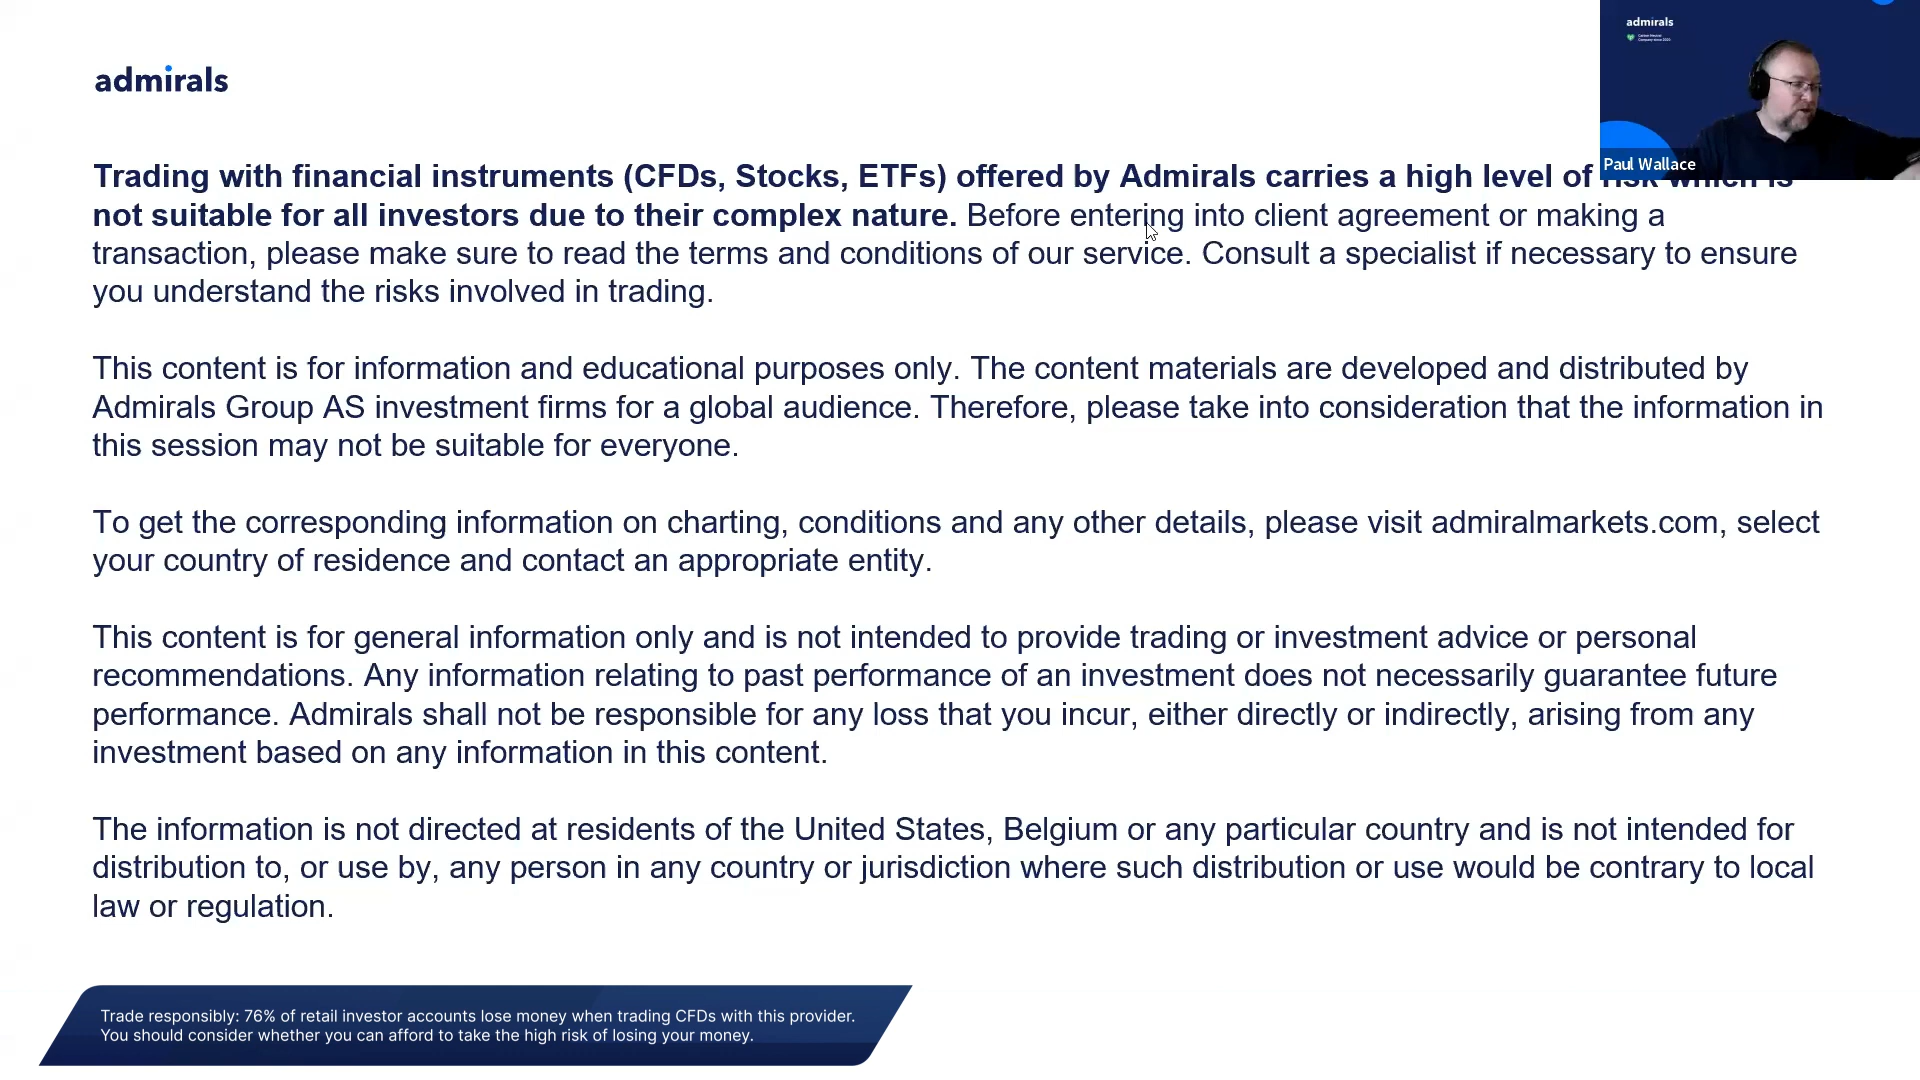 admirals
admirals
Paul Wallace
Trading with financial instruments (CFDs, Stocks, ETFs) offered by Admirals carries a high level of risk which is
not suitable for all investors due to their complex nature. Before entering into client agreement or making a
transaction, please make sure to read the terms and conditions of our service. Consult a specialist if necessary to ensure
you understand the risks involved in trading.
This content is for information and educational purposes only. The content materials are developed and distributed by
Admirals Group AS investment firms for a global audience. Therefore, please take into consideration that the information in
this session may not be suitable for everyone.
To get the corresponding information on charting, conditions and any other details, please visit admiralmarkets.com, select
your country of residence and contact an appropriate entity.
This content is for general information only and is not intended to provide trading or investment advice or personal
recommendations. Any information relating to past performance of an investment does not necessarily guarantee future
performance. Admirals shall not be responsible for any loss that you incur, either directly or indirectly, arising from any
investment based on any information in this content.
The information is not directed at residents of the United States, Belgium or any particular country and is not intended for
distribution to, or use by, any person in any country or jurisdiction where such distribution or use would be contrary to local
law or regulation.
Trade responsibly: 76% of retail investor accounts lose money when trading CFDs with this provider.
You should consider whether you can afford to take the high risk of losing your money.